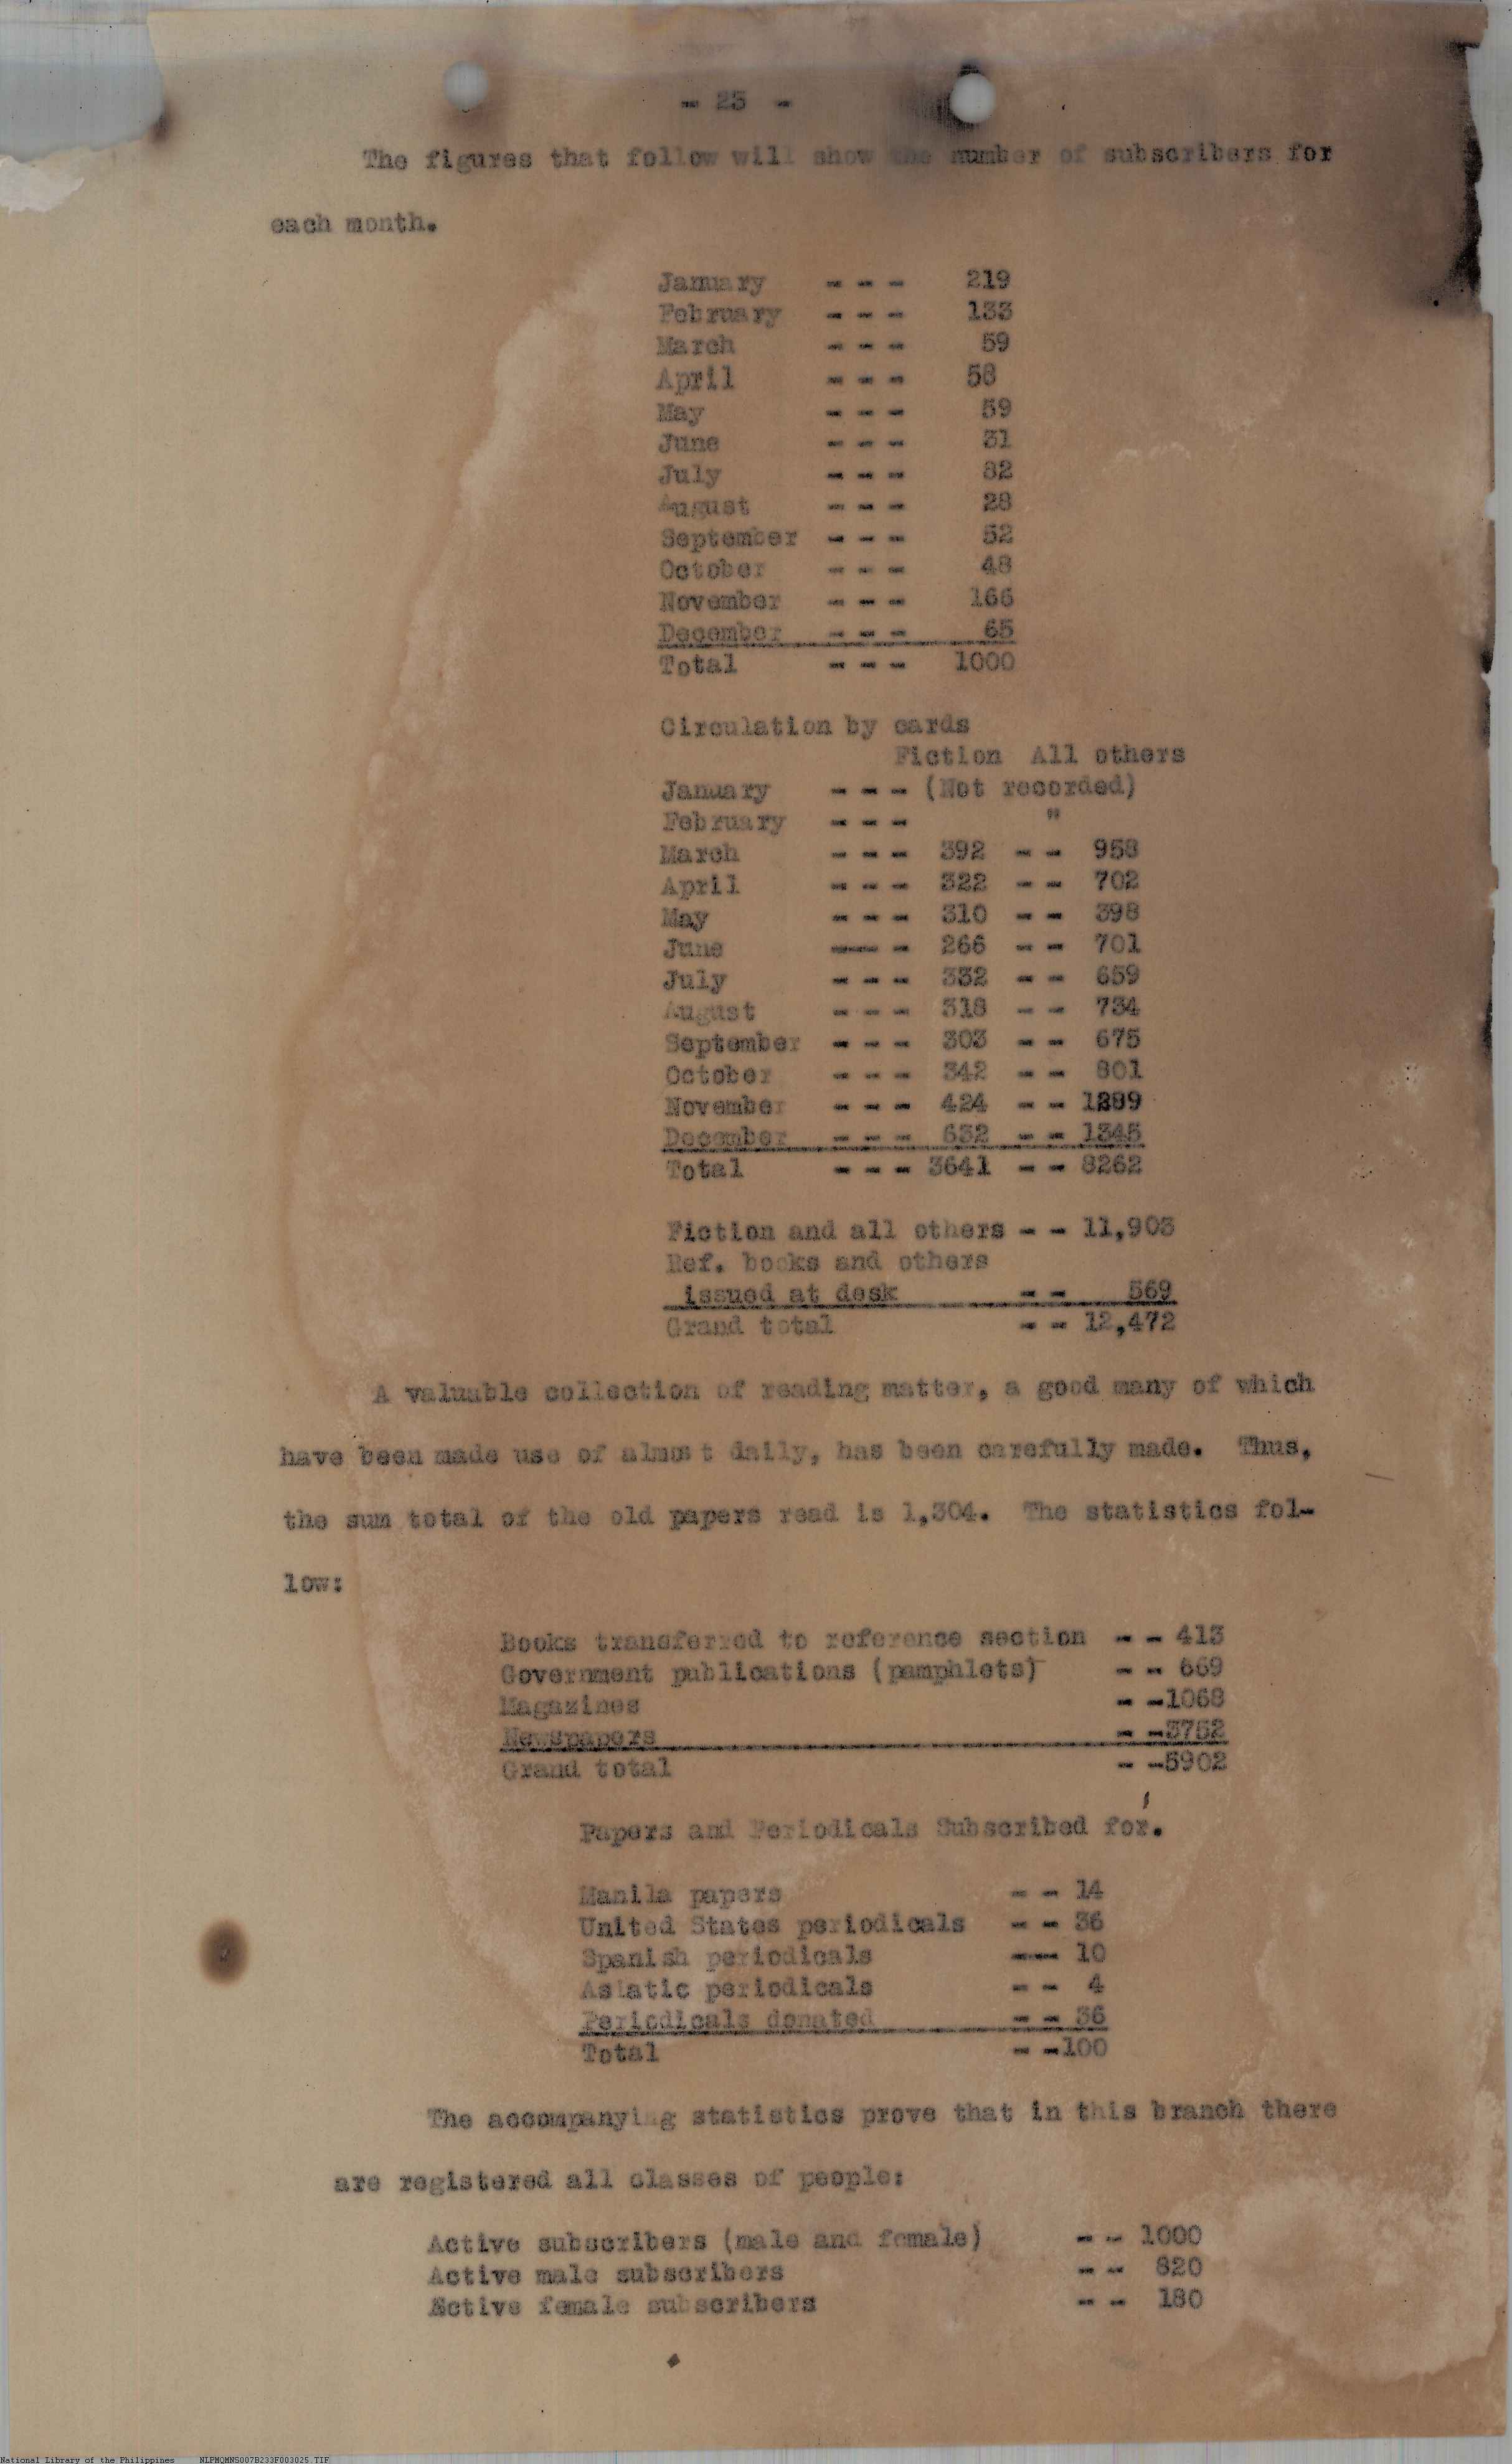 - 25 -
The figures that follow will show the number of subscribers for
each month.
January - - - 219
February - - - 133
March - - - 59
April - - - 58
May - - - 59
June - - - 31
July - - - 82
August - - - 28
September - - - 52
October - - - 48
November - - - 166
December - - - 65
Total - - - 1000
Circulation by cards
Fiction All others
January - - - (Not recorded)
February - - - "
March - - - 392 - - 958
April - - - 322 - - 702
May - - - 310 - - 398
June ---- - 266 - - 701
July - - - 332 - - 659
August - - - 318 - - 734
September - - - 303 - - 675
October - - - 342 - - 801
November - - - 424 - - 1289
December - - - 632 - - 1345
Total - - - 3641 - - 8262
Fiction and all others - - 11,903
Ref. books and others
issued at desk - - 569
Grand total - - 12,472
A valuable collection of reading matter, a good many of which
have been made use of almost daily, has been carefully made. Thus,
the sum total of the old papers read is 1,304. The statistics fol-
low:
Books transferred to reference section - - 413
Government publications (pamphlets) - - 669
Magazines - -1068
Newspapers - -3752
Grand total - -5902
Papers and Periodicals Subscribed for.
Manila papers - - 14
United States periodicals - - 36
Spanish periodicals ---- 10
Asiatic periodicals - - 4
Periodicals donated - - 36
Total - -100
The accompanying statistics prove that in this branch there
are registered all classes of people:
Active subscribers (male and female) - - 1000
Active male subscribers - - 820
Active female subscribers - - 180
National Library of the Philippines NLPMQMNS007B233F003025.TIF